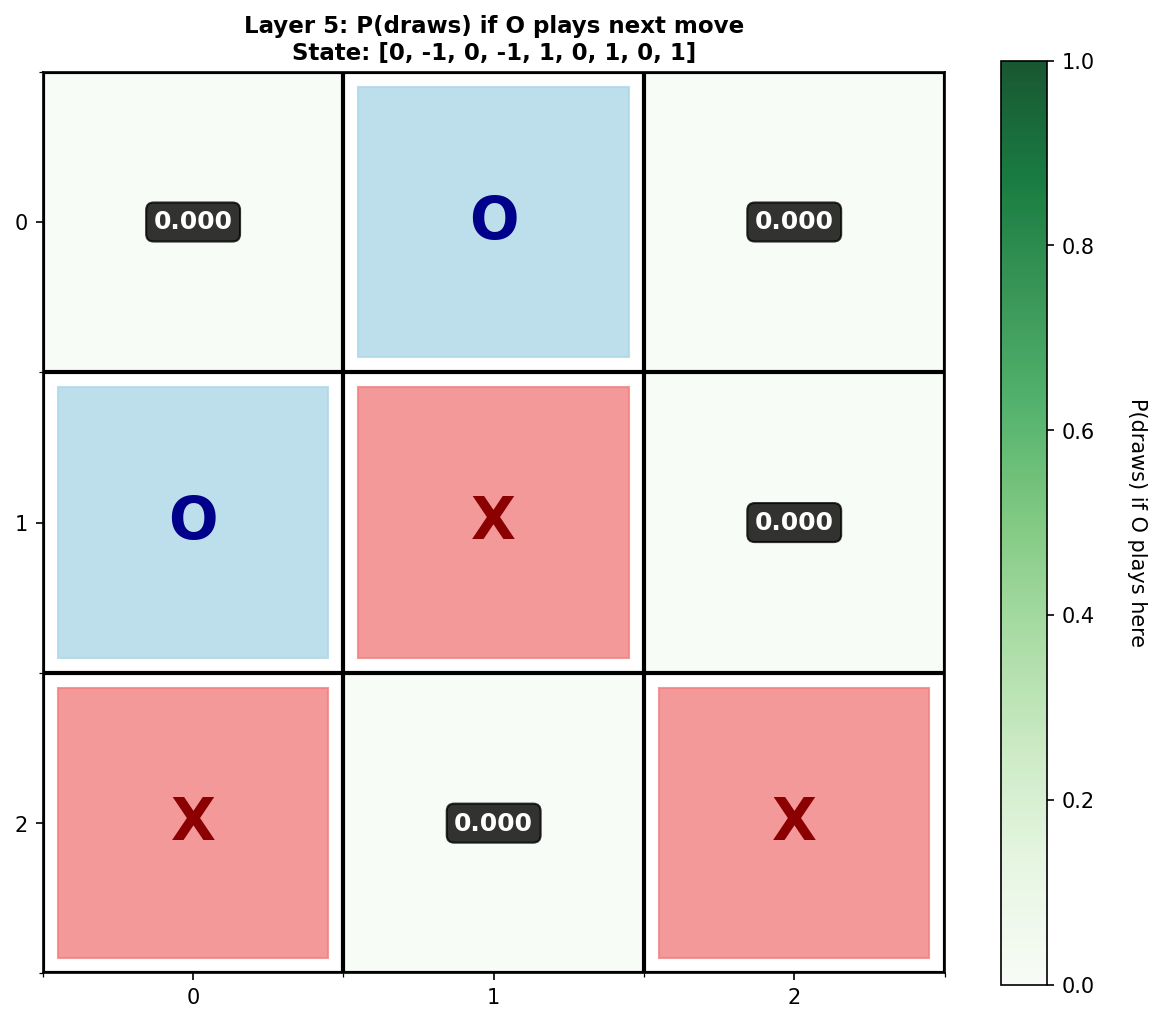 Layer 5: P(draws) if O plays next move
State: [0, -1, 0, -1, 1, 0, 1, 0, 1]
0
0.000
O
0.000
1
O
X
0.000
2
X
0.000
X
0
1
2
1.0
0.8
0.6
0.4
0.2
0.0
P(draws) if O plays here